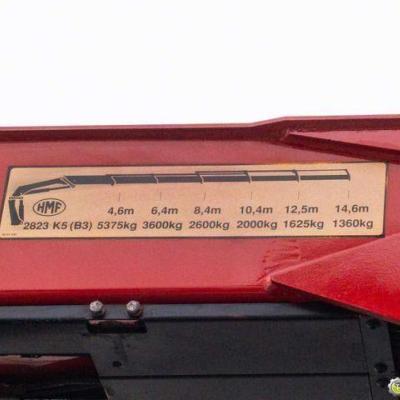 HMF
4,6m 6,4m 8,4m 10,4m 12,5m 14,6m
2823 K5 (B3) 5375kg 3600kg 2600kg 2000kg 1625kg 1360kg